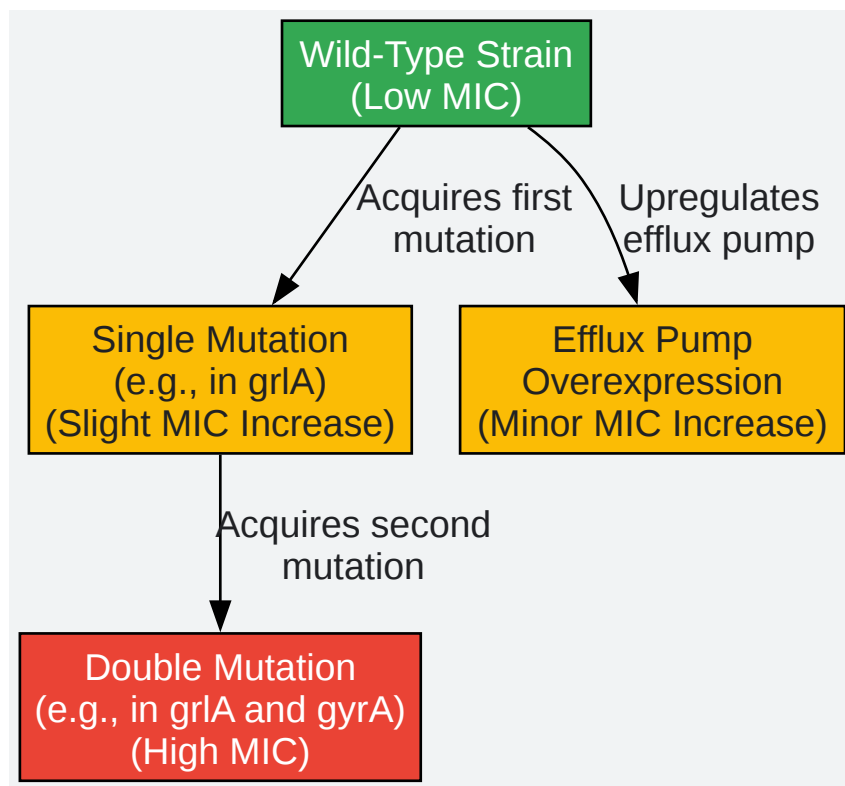 Wild-Type Strain
(Low MIC)
Acquires first
mutation
Upregulates
efflux pump
Single Mutation
(e.g., in grlA)
(Slight MIC Increase)
Efflux Pump
Overexpression
(Minor MIC Increase)
Acquires second
mutation
Double Mutation
(e.g., in grlA and gyrA)
(High MIC)